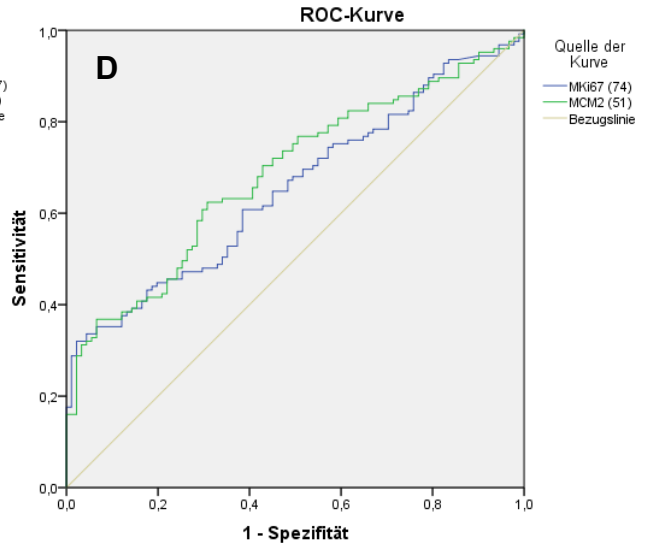 ROC-Kurve
D
1,0
0,8
0,6
0,4
0,2
0,0
Sensitivität
0,0 0,2 0,4 0,6 0,8 1,0
1 - Spezifität
Quelle der
Kurve
MKi67 (74)
MCM2 (51)
Bezugslinie
7)
)
e